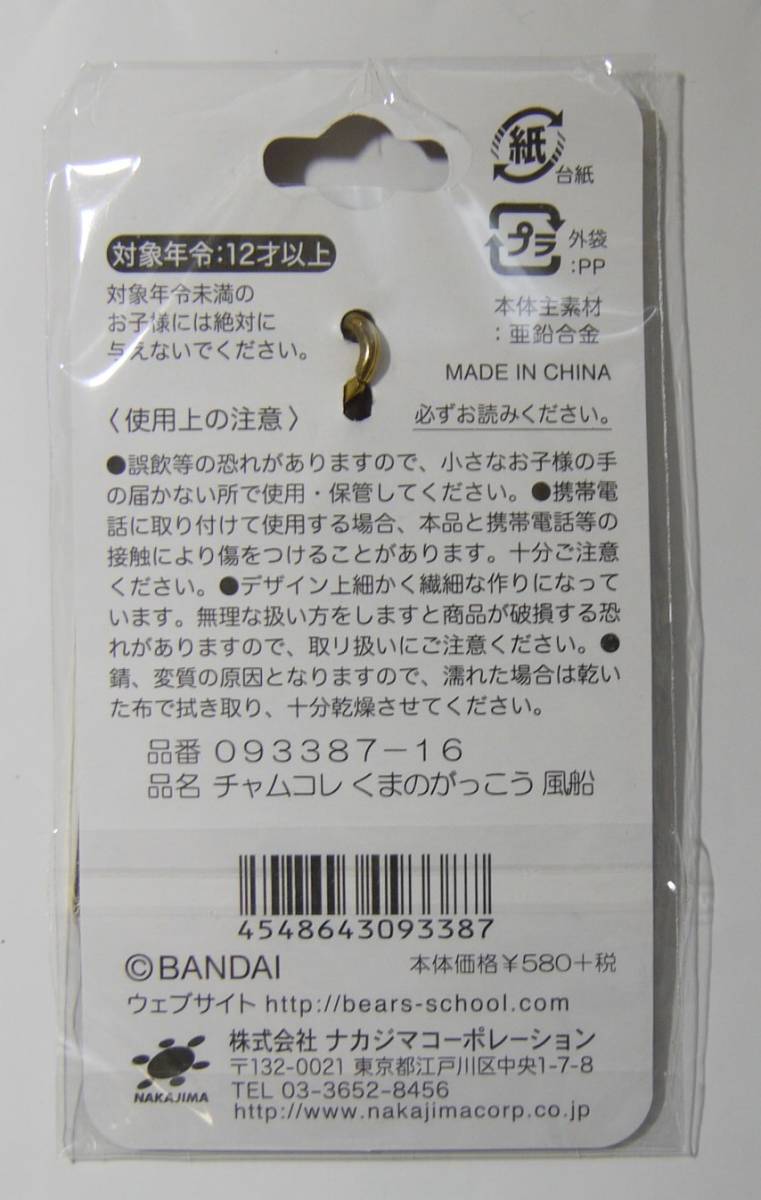 紙
台紙
プラ
外袋
:PP
対象年令:12才以上
対象年令未満の
お子様には絶対に
与えないでください。
本体主素材
:亜鉛合金
MADE IN CHINA
〈使用上の注意〉
必ずお読みください。
●誤飲等の恐れがありますので、小さなお子様の手
の届かない所で使用・保管してください。●携帯電
話に取り付けて使用する場合、本品と携帯電話等の
接触により傷をつけることがあります。十分ご注意
ください。●デザイン上細かく繊細な作りになって
います。無理な扱い方をしますと商品が破損する恐
れがありますので、取り扱いにご注意ください。●
錆、変質の原因となりますので、濡れた場合は乾い
た布で拭き取り、十分乾燥させてください。
品番 093387-16
品名 チャムコレ くまのがっこう 風船
4548643093387
©BANDAI
本体価格¥580+税
ウェブサイト http://bears-school.com
株式会社 ナカジマコーポレーション
〒132-0021 東京都江戸川区中央1-7-8
NAKAJIMA
TEL 03-3652-8456
http://www.nakajimacorp.co.jp